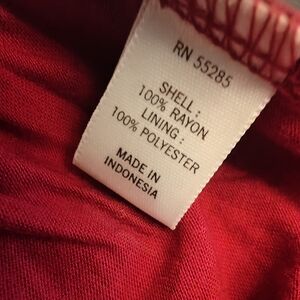 RN 55285
SHELL:
100% RAYON
LINING:
100% POLYESTER
MADE IN
INDONESIA